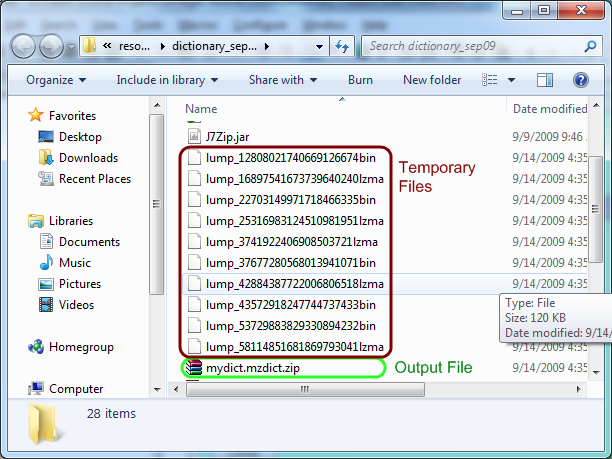 « reso... ▸ dictionary_sep... ▸
Search dictionary_sep09
Organize Include in library Share with Burn New folder
Favorites
Desktop
Downloads
Recent Places
Libraries
Documents
Music
Pictures
Videos
Homegroup
Computer
Name Date modified
J7Zip.jar 9/9/2009 9:46
lump_1280802174066912667​4bin 9/14/2009 4:35
lump_1689754167373964024​0lzma 9/14/2009 4:35
lump_2270314997171846633​5bin 9/14/2009 4:35
lump_2531698312451098195​1lzma 9/14/2009 4:35
lump_3741922406908503721lzma 9/14/2009 4:35
lump_3767728056801394107​1bin 9/14/2009 4:35
lump_4288438772200680651​8lzma 9/14/2009 4:35
lump_4357291824774473743​3bin 9/14/2009 4:35
lump_5372988382933089423​2bin 9/14/2009 4:35
lump_5811485168186979304​1lzma 9/14/2009 4:35
mydict.mzdict.zip 9/14/2009 4:35
Temporary
Files
Output File
Type: File
Size: 120 KB
Date modified: 9/14/
28 items